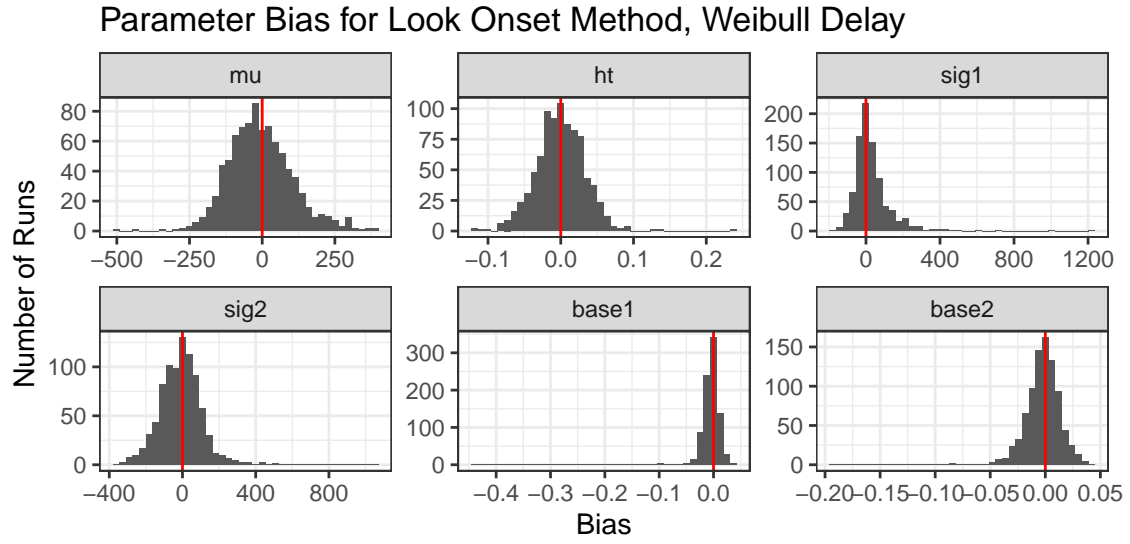 Parameter Bias for Look Onset Method, Weibull Delay
mu
ht
sig1
80
60
40
20
0
100
75
50
25
0
200
150
100
50
0
−500 −250 0 250
−0.1 0.0 0.1 0.2
0 400 800 1200
Number of Runs
sig2
base1
base2
100
50
0
300
200
100
0
150
100
50
0
−400 0 400 800
−0.4 −0.3 −0.2 −0.1 0.0
−0.20 −0.15 −0.10 −0.05 0.00 0.05
Bias